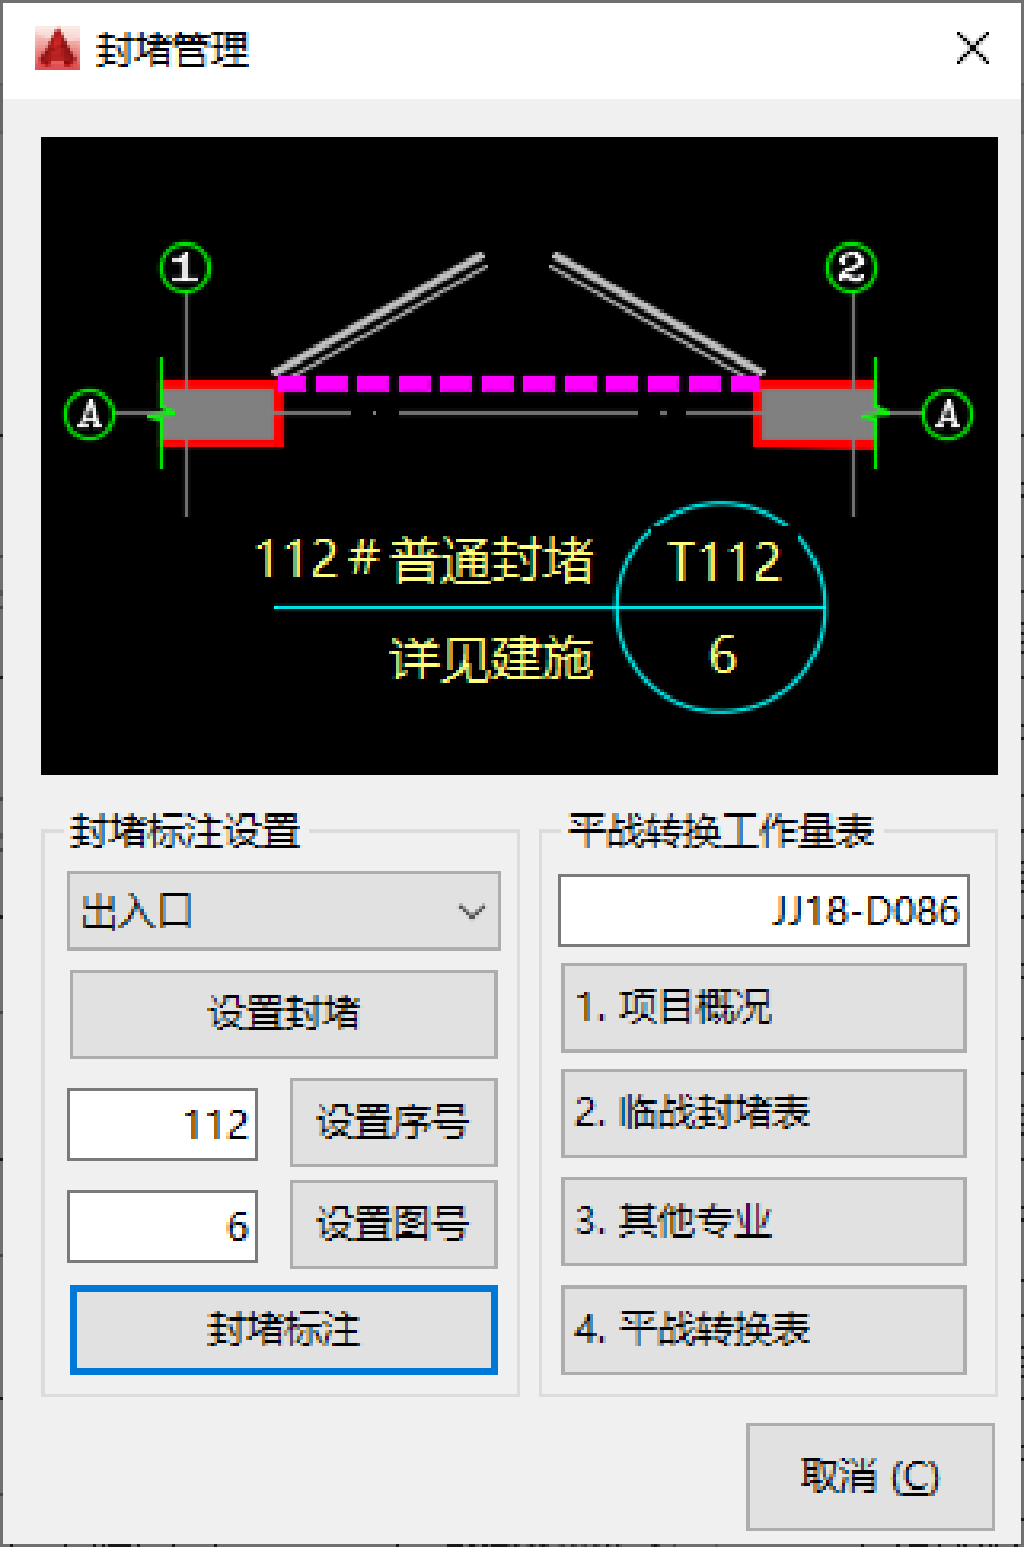 封堵管理
1
2
A
A
112#普通封堵
T112
详见建施
6
封堵标注设置
出入口
设置封堵
112
设置序号
6
设置图号
封堵标注
平战转换工作量表
JJ18-D086
1. 项目概况
2. 临战封堵表
3. 其他专业
4. 平战转换表
取消 (C)